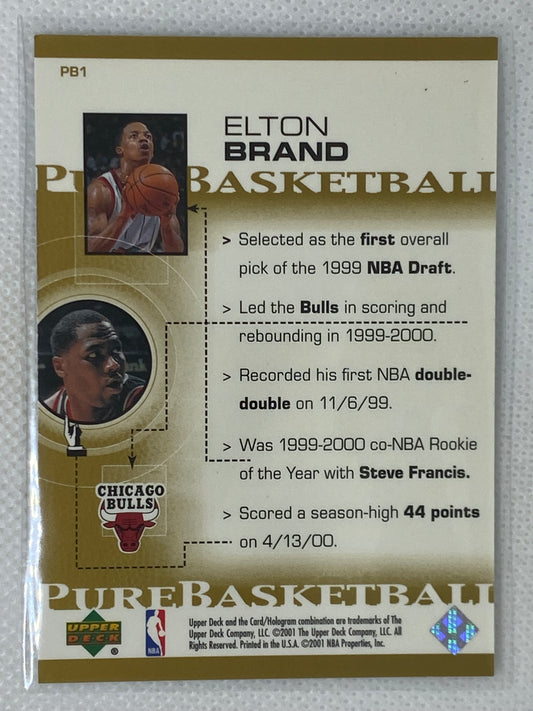 PB1
ELTON
BRAND
PUREBASKETBALL
> Selected as the first overall
pick of the 1999 NBA Draft.
> Led the Bulls in scoring and
rebounding in 1999-2000.
> Recorded his first NBA double-
double on 11/6/99.
> Was 1999-2000 co-NBA Rookie
of the Year with Steve Francis.
> Scored a season-high 44 points
on 4/13/00.
CHICAGO
BULLS
PUREBASKETBALL
UPPER
DECK ®
NBA
Upper Deck and the Card/Hologram combination are trademarks of The
Upper Deck Company, LLC. ©2001 The Upper Deck Company, LLC. All
Rights Reserved. Printed in the U.S.A. ©2001 NBA Properties, Inc.